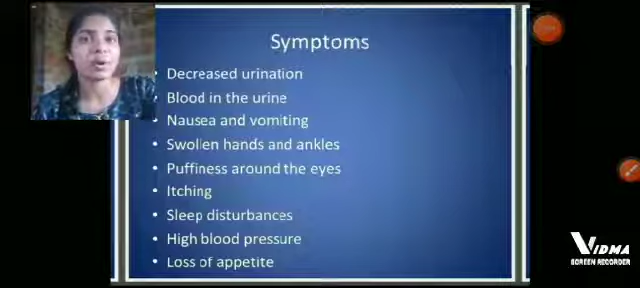 Symptoms
• Decreased urination
• Blood in the urine
• Nausea and vomiting
• Swollen hands and ankles
• Puffiness around the eyes
• Itching
• Sleep disturbances
• High blood pressure
• Loss of appetite
VIDMA
SCREEN RECORDER